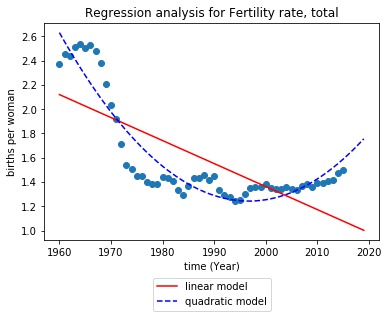 Regression analysis for Fertility rate, total
2.6
2.4
2.2
2.0
1.8
1.6
1.4
1.2
1.0
births per woman
1960 1970 1980 1990 2000 2010 2020
time (Year)
linear model
quadratic model